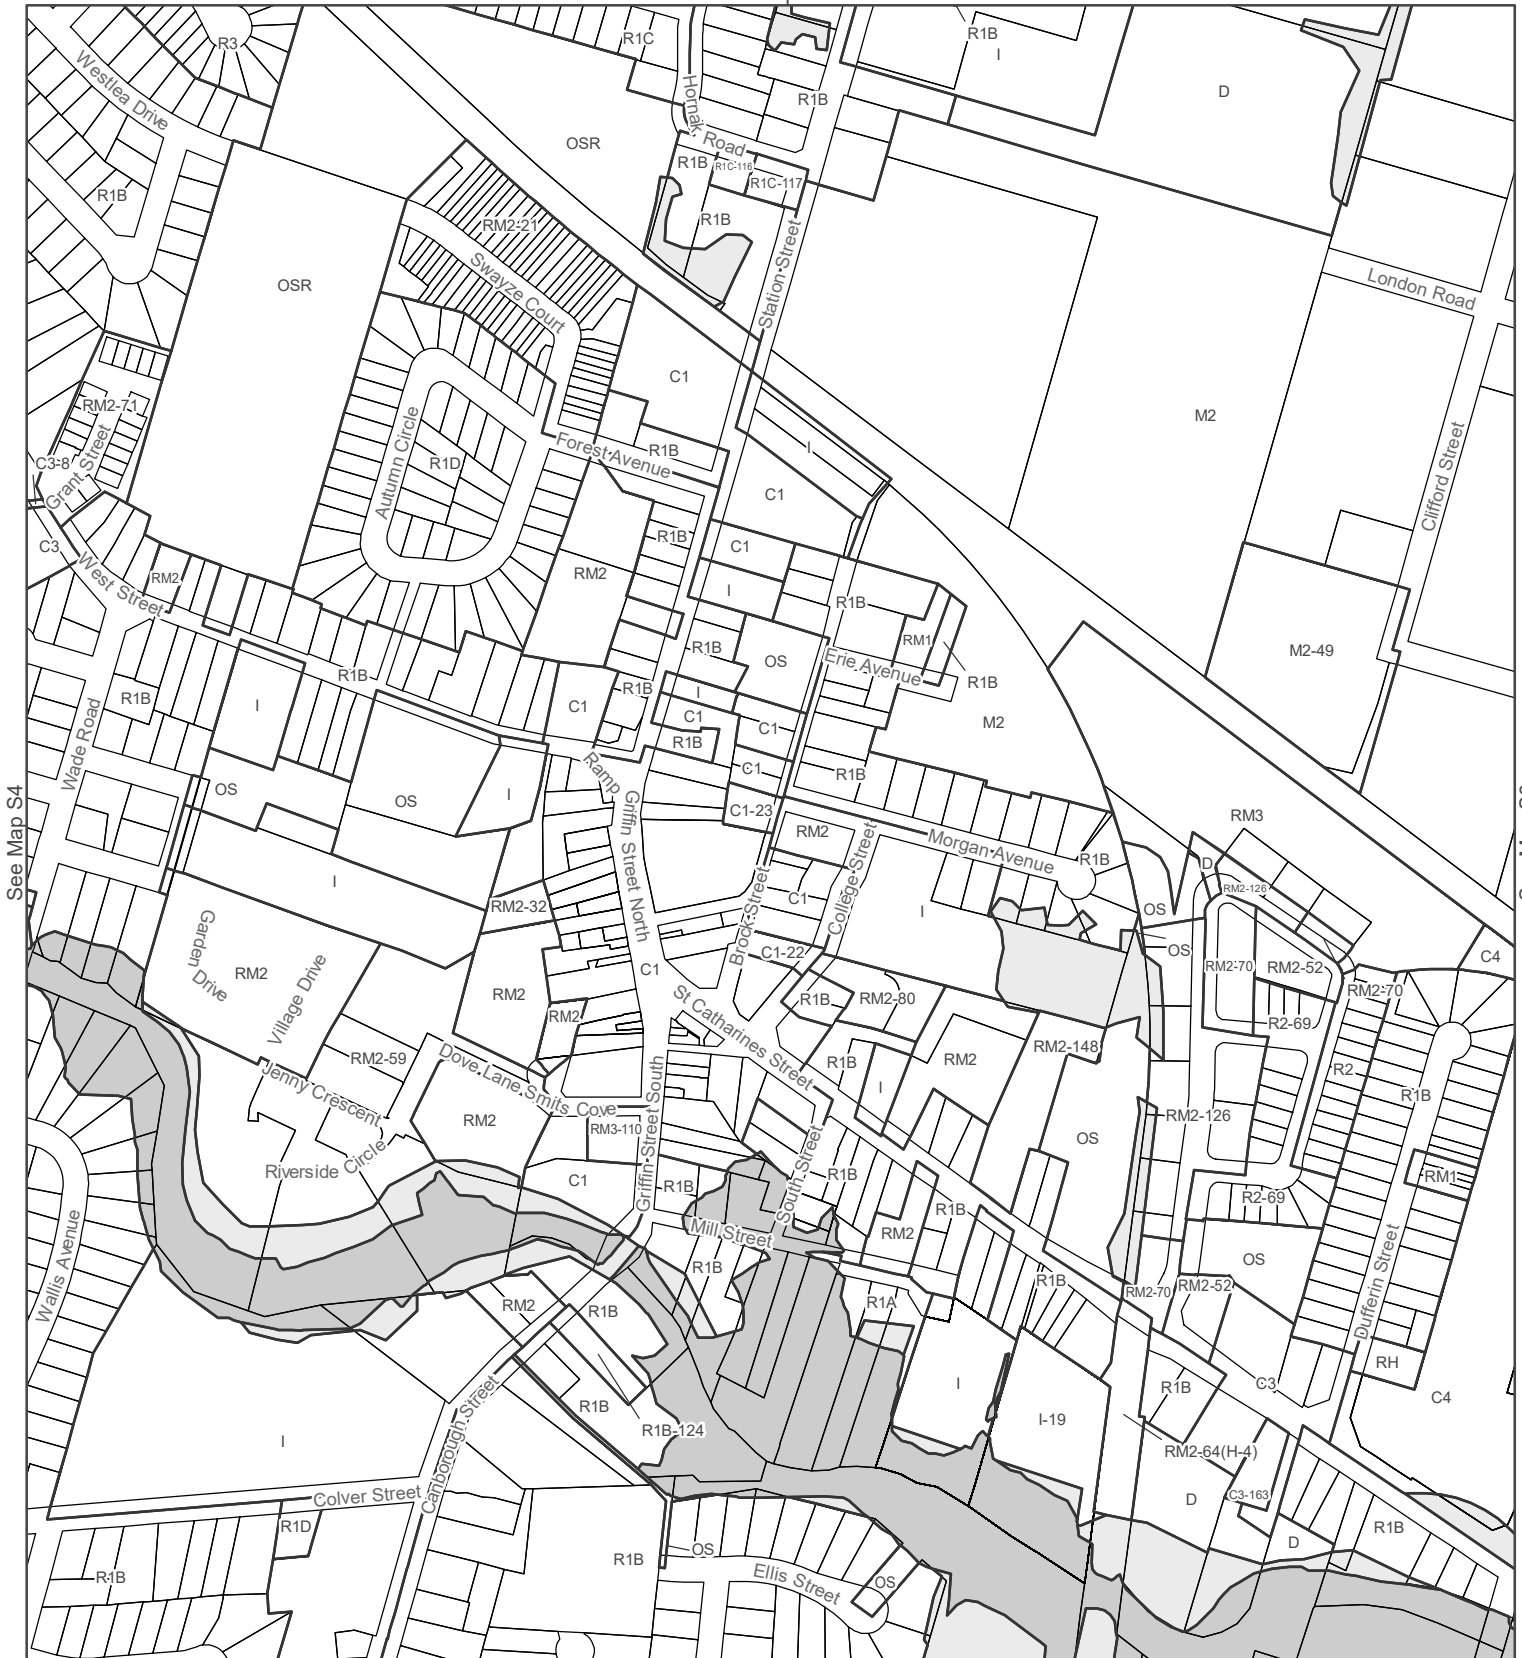 R3
R1C
R1B
I
Westlea Drive
Hornak Road
R1B
D
OSR
R1B
R1C-116
R1C-117
R1B
RM2-21
R1B
Station Street
Swayze Court
OSR
London Road
C1
RM2-71
M2
Autumn Circle
Forest Avenue
R1B
I
C3-8
Grant Street
R1D
C1
Clifford Street
R1B
C3
C1
West Street
RM2
RM2
I
R1B
RM1
R1B
OS
Erie Avenue
M2-49
R1B
R1B
R1B
R1B
I
C1
I
C1
C1
M2
Wade Road
R1B
Ramp
C1
R1B
OS
OS
I
C1-23
Griffin Street North
RM3
RM2
Morgan Avenue
R1B
See Map S4
D
I
College Street
RM2-126
C1
RM2-32
Brock Street
I
OS
Garden Drive
C1-22
OS
C4
RM2
Village Drive
C1
RM2-70
RM2-52
RM2
R1B
RM2-80
RM2-70
RM2
St Catharines Street
R2-69
RM2-59
Dove Lane
Smits Cove
R1B
I
RM2
RM2-148
R2
Jenny Crescent
RM2
Griffin Street South
R1B
RM3-110
RM2-126
OS
Riverside Circle
C1
R1B
South Street
R1B
RM1
R2-69
R1B
Mill Street
RM2
Wallis Avenue
R1B
OS
RM2
R1B
R1A
R1B
RM2-70
RM2-52
Dufferin Street
RH
I
R1B
C3
C4
R1B
R1B-124
I-19
I
Canborough Street
RM2-64(H-4)
Colver Street
D
C3-163
R1D
R1B
D
OS
R1B
R1B
Ellis Street
OS